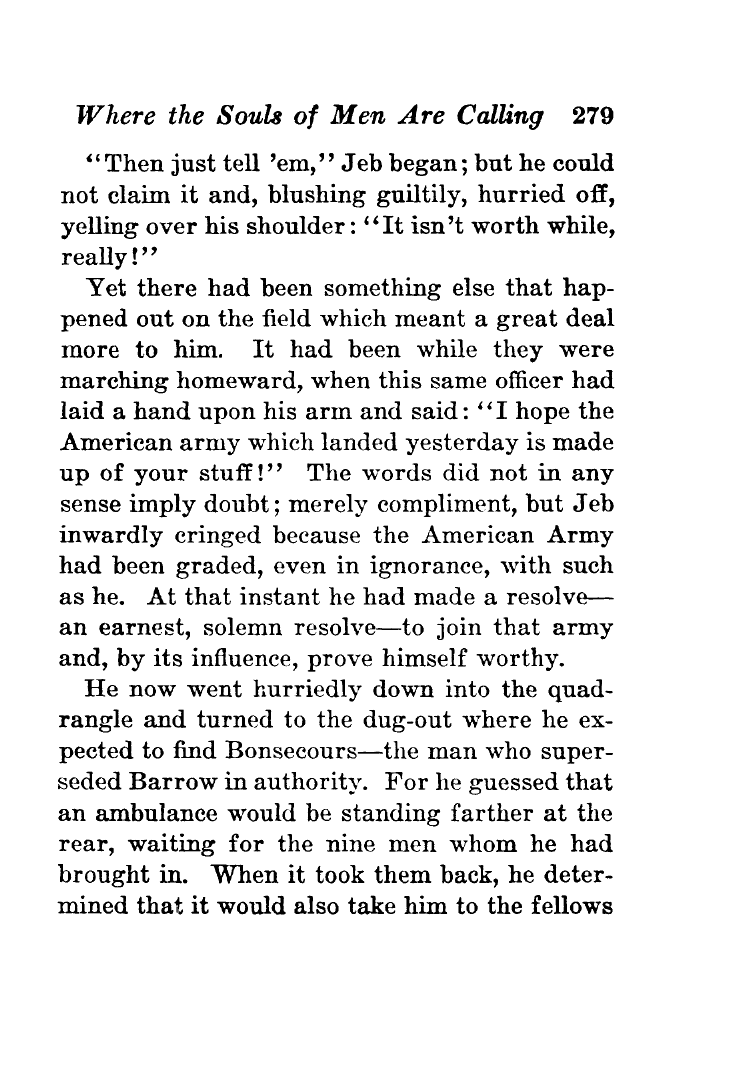 Where the Souls of Men Are Calling 279
“Then just tell ’em,” Jeb began; but he could
not claim it and, blushing guiltily, hurried off,
yelling over his shoulder: “It isn’t worth while,
really!”
Yet there had been something else that hap-
pened out on the field which meant a great deal
more to him. It had been while they were
marching homeward, when this same officer had
laid a hand upon his arm and said: “I hope the
American army which landed yesterday is made
up of your stuff!” The words did not in any
sense imply doubt; merely compliment, but Jeb
inwardly cringed because the American Army
had been graded, even in ignorance, with such
as he. At that instant he had made a resolve—
an earnest, solemn resolve—to join that army
and, by its influence, prove himself worthy.
He now went hurriedly down into the quad-
rangle and turned to the dug-out where he ex-
pected to find Bonsecours—the man who super-
seded Barrow in authority. For he guessed that
an ambulance would be standing farther at the
rear, waiting for the nine men whom he had
brought in. When it took them back, he deter-
mined that it would also take him to the fellows